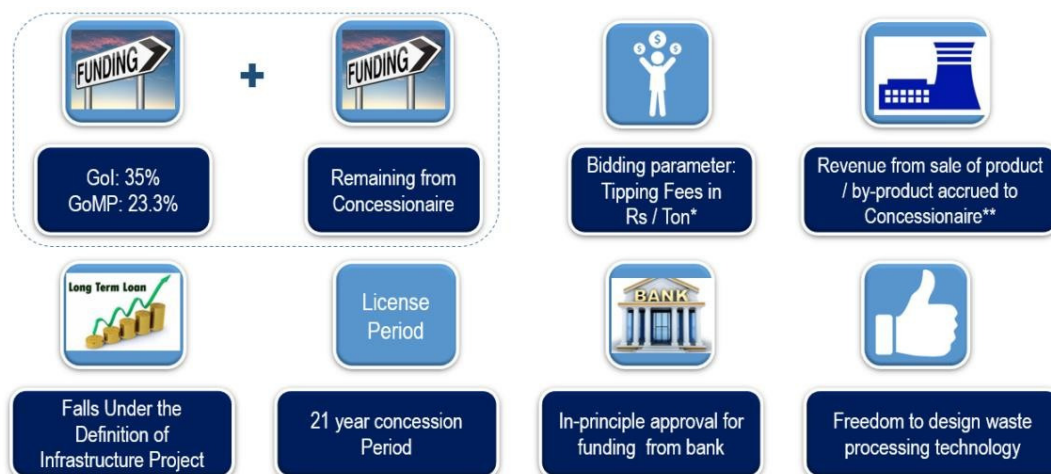 FUNDING
+
FUNDING
GoI: 35%
GoMP: 23.3%
Remaining from
Concessionaire
Bidding parameter:
Tipping Fees in
Rs / Ton*
Revenue from sale of product
/ by-product accrued to
Concessionaire**
Long Term Loan
License
Period
BANK
Falls Under the
Definition of
Infrastructure Project
21 year concession
Period
In-principle approval for
funding from bank
Freedom to design waste
processing technology